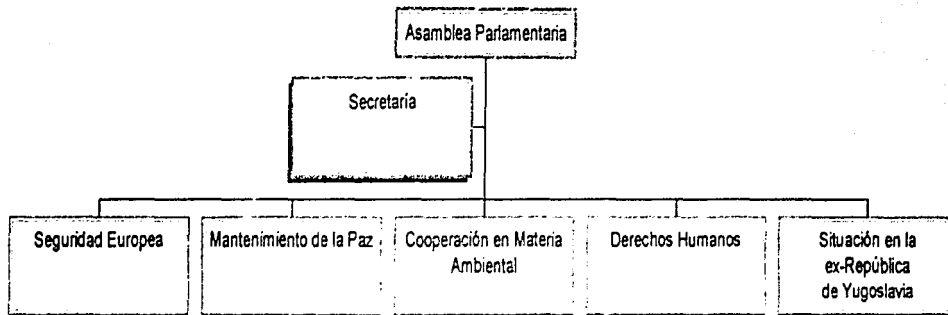 Asamblea Parlamentaria
Secretaría
Seguridad Europea
Mantenimiento de la Paz
Cooperación en Materia
Ambiental
Derechos Humanos
Situación en la
ex-República
de Yugoslavia